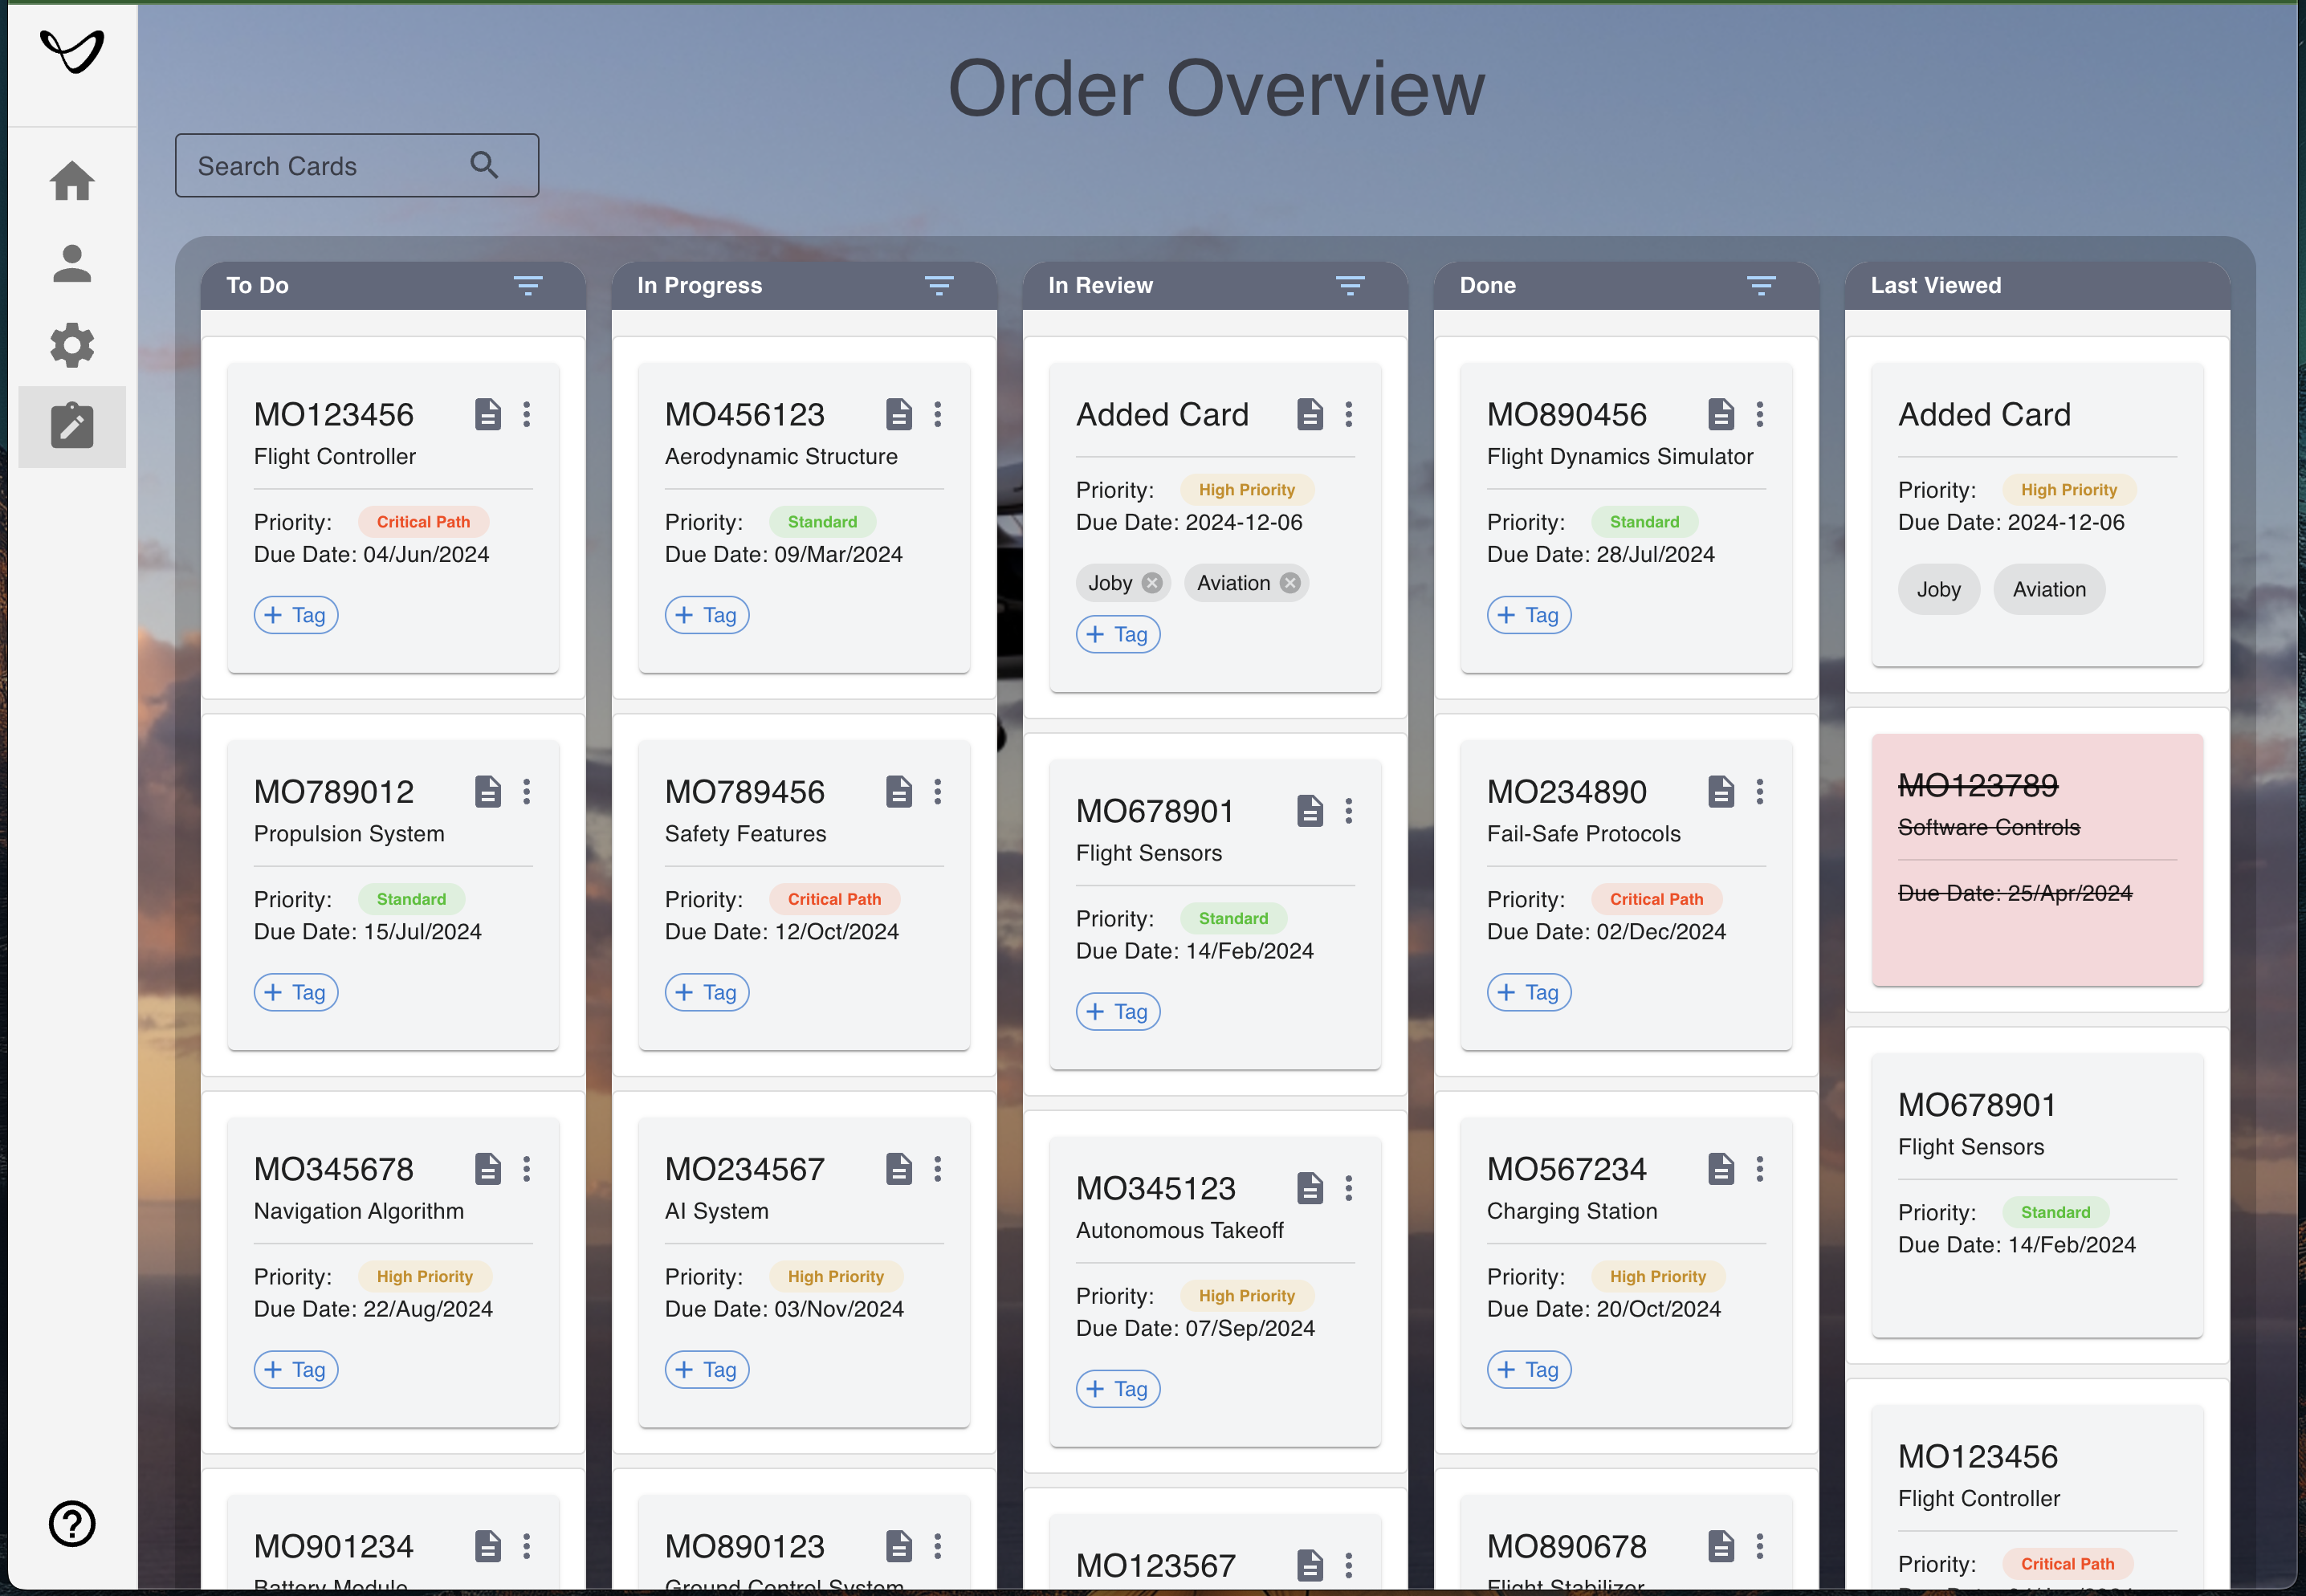 Order Overview
Search Cards
To Do
MO123456
Flight Controller
Priority: Critical Path
Due Date: 04/Jun/2024
+ Tag
MO789012
Propulsion System
Priority: Standard
Due Date: 15/Jul/2024
+ Tag
MO345678
Navigation Algorithm
Priority: High Priority
Due Date: 22/Aug/2024
+ Tag
MO901234
Battery Module
In Progress
MO456123
Aerodynamic Structure
Priority: Standard
Due Date: 09/Mar/2024
+ Tag
MO789456
Safety Features
Priority: Critical Path
Due Date: 12/Oct/2024
+ Tag
MO234567
AI System
Priority: High Priority
Due Date: 03/Nov/2024
+ Tag
MO890123
Ground Control System
In Review
Added Card
Priority: High Priority
Due Date: 2024-12-06
Joby Aviation
+ Tag
MO678901
Flight Sensors
Priority: Standard
Due Date: 14/Feb/2024
+ Tag
MO345123
Autonomous Takeoff
Priority: High Priority
Due Date: 07/Sep/2024
+ Tag
MO123567
Done
MO890456
Flight Dynamics Simulator
Priority: Standard
Due Date: 28/Jul/2024
+ Tag
MO234890
Fail-Safe Protocols
Priority: Critical Path
Due Date: 02/Dec/2024
+ Tag
MO567234
Charging Station
Priority: High Priority
Due Date: 20/Oct/2024
+ Tag
MO890678
Flight Stabilizer
Last Viewed
Added Card
Priority: High Priority
Due Date: 2024-12-06
Joby Aviation
MO123789
Software Controls
Due Date: 25/Apr/2024
MO678901
Flight Sensors
Priority: Standard
Due Date: 14/Feb/2024
MO123456
Flight Controller
Priority: Critical Path